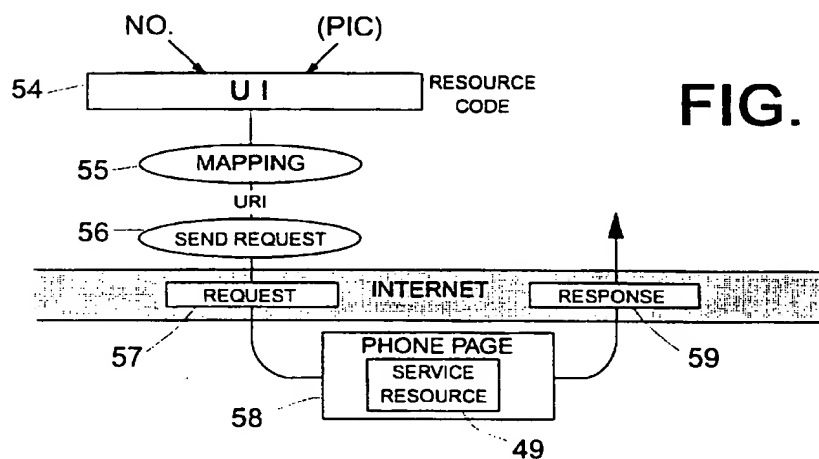 NO.
(PIC)
54
U I
RESOURCE
CODE
FIG.
55
MAPPING
URI
56
SEND REQUEST
INTERNET
REQUEST
RESPONSE
57
59
PHONE PAGE
SERVICE
RESOURCE
58
49